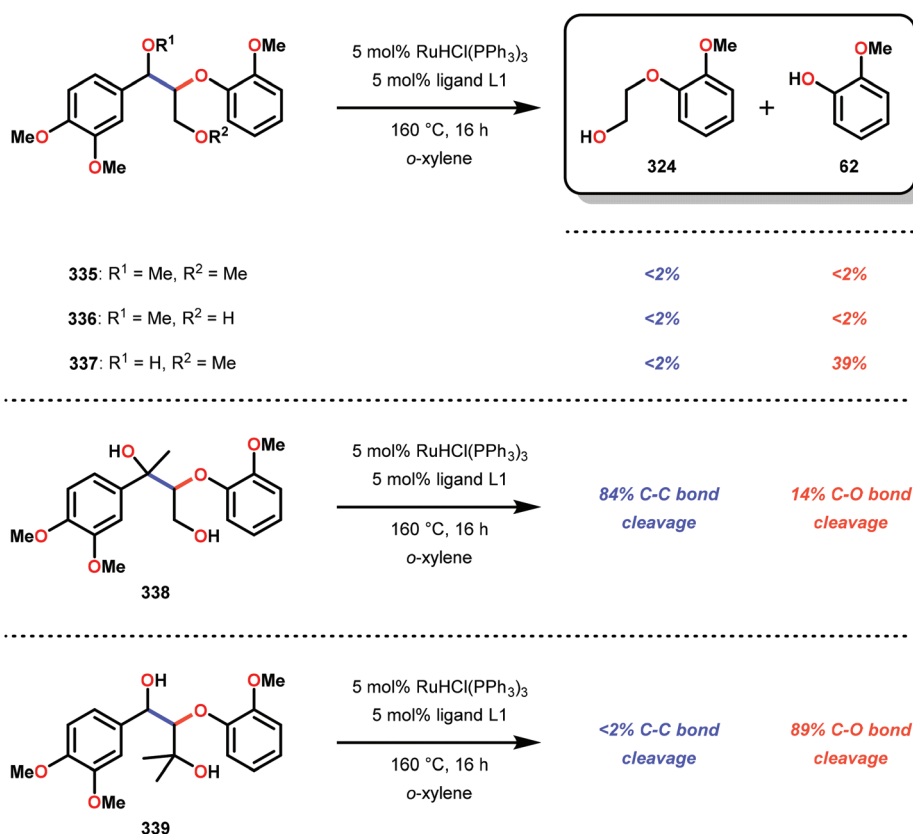 OR¹
OMe
O
OR²
MeO
OMe
5 mol% RuHCl(PPh₃)₃
5 mol% ligand L1
160 °C, 16 h
o-xylene
OMe
O
HO
324
+
OMe
HO
62
335: R¹ = Me, R² = Me
<2%
<2%
336: R¹ = Me, R² = H
<2%
<2%
337: R¹ = H, R² = Me
<2%
39%
HO
OMe
O
OH
MeO
OMe
338
5 mol% RuHCl(PPh₃)₃
5 mol% ligand L1
160 °C, 16 h
o-xylene
84% C-C bond
cleavage
14% C-O bond
cleavage
OH
OMe
O
OH
MeO
OMe
339
5 mol% RuHCl(PPh₃)₃
5 mol% ligand L1
160 °C, 16 h
o-xylene
<2% C-C bond
cleavage
89% C-O bond
cleavage